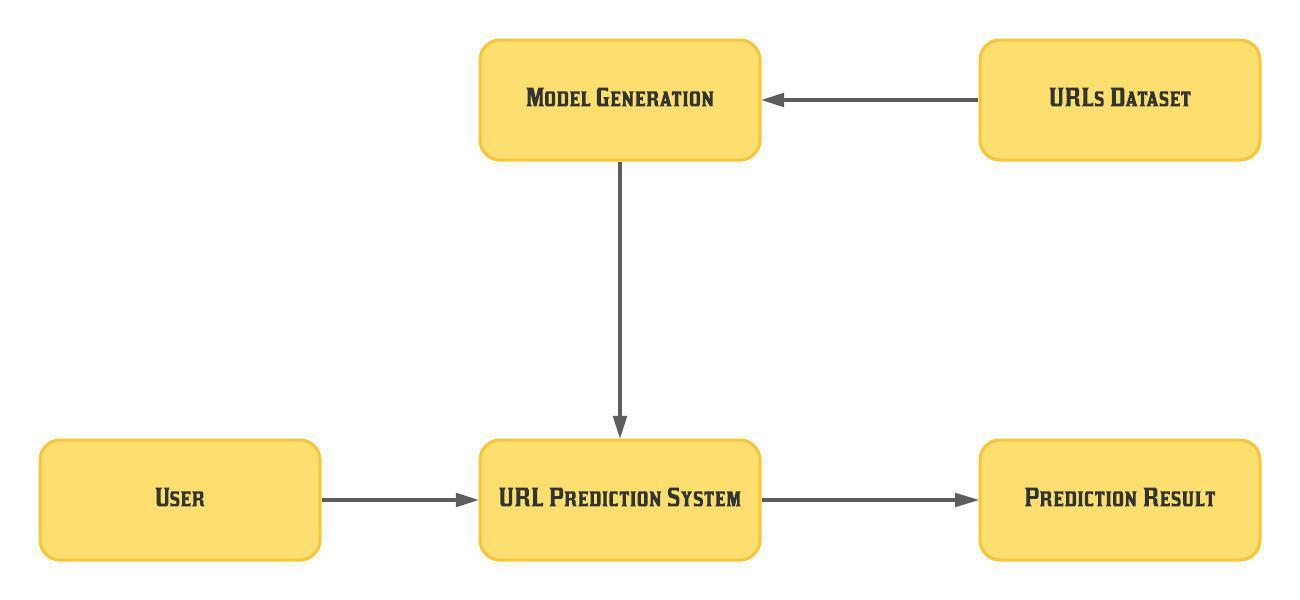 Model Generation
URLs Dataset
User
URL Prediction System
Prediction Result